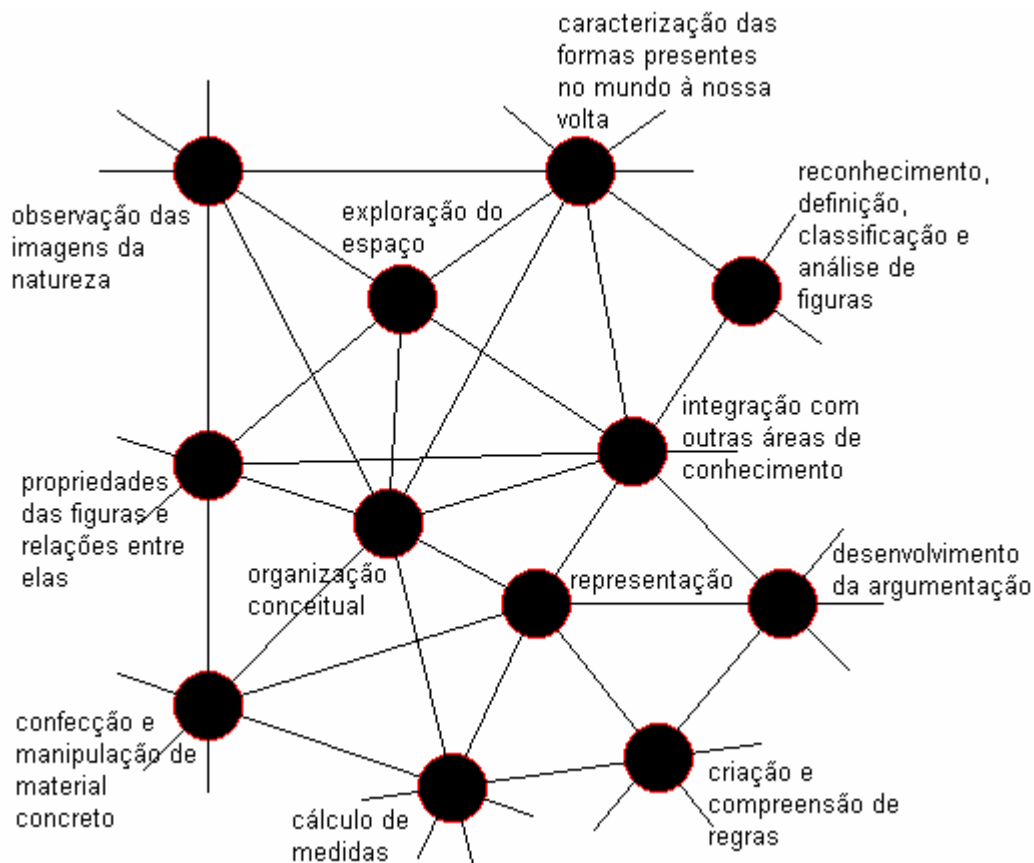 caracterização das
formas presentes
no mundo à nossa
volta
observação das
imagens da
natureza
exploração do
espaço
reconhecimento,
definição,
classificação e
análise de
figuras
propriedades
das figuras e
relações entre
elas
organização
conceitual
integração com
outras áreas de
conhecimento
representação
desenvolvimento
da argumentação
confecção e
manipulação de
material
concreto
cálculo de
medidas
criação e
compreensão de
regras